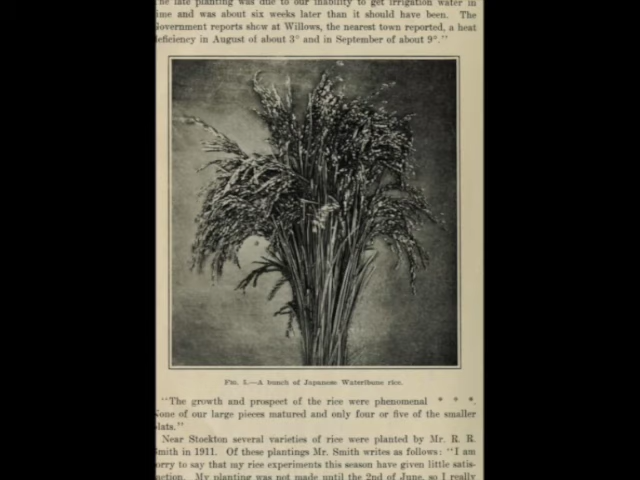 he late planting was due to our inability to get irrigation water in
ime and was about six weeks later than it should have been. The
overnment reports show at Willows, the nearest town reported, a heat
eficiency in August of about 3° and in September of about 9°."
FIG. 5.—A bunch of Japanese Wateribune rice.
"The growth and prospect of the rice were phenomenal * * *.
None of our large pieces matured and only four or five of the smaller
plats."
Near Stockton several varieties of rice were planted by Mr. R. R.
mith in 1911. Of these plantings Mr. Smith writes as follows: "I am
orry to say that my rice experiments this season have given little satis-
action. My planting was not made until the 2nd of June, so I really